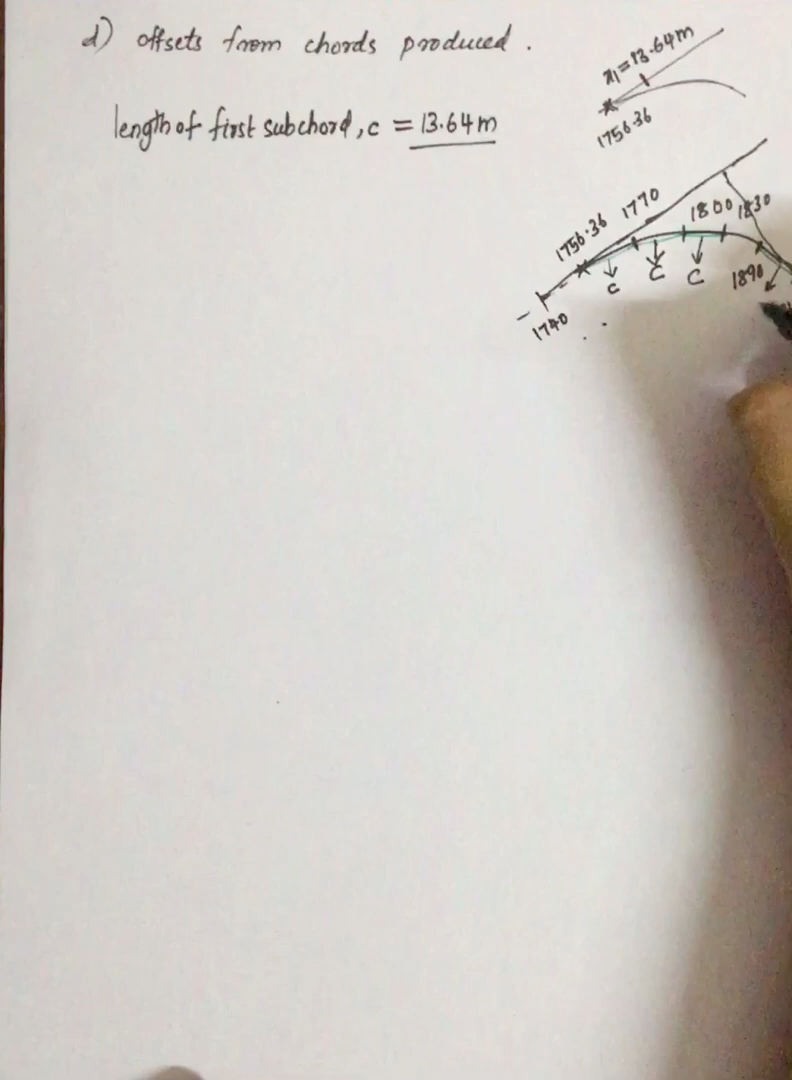 d) offsets from chords produced.
x1=13.64m
1756.36
length of first subchord, c = 13.64m
1756.36 1770 1800 1830
c C C 1890
1740